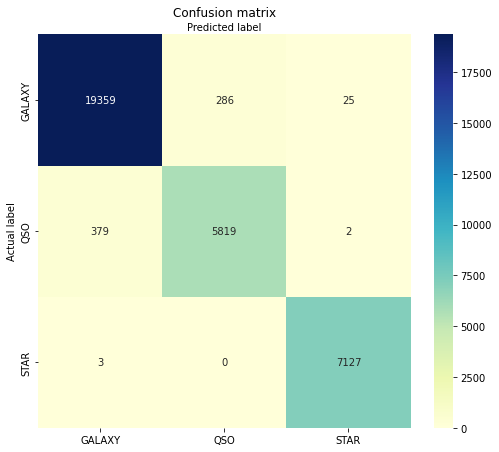 Confusion matrix
Predicted label
Actual label
GALAXY
19359 286 25
QSO
379 5819 2
STAR
3 0 7127
GALAXY QSO STAR
17500
15000
12500
10000
7500
5000
2500
0